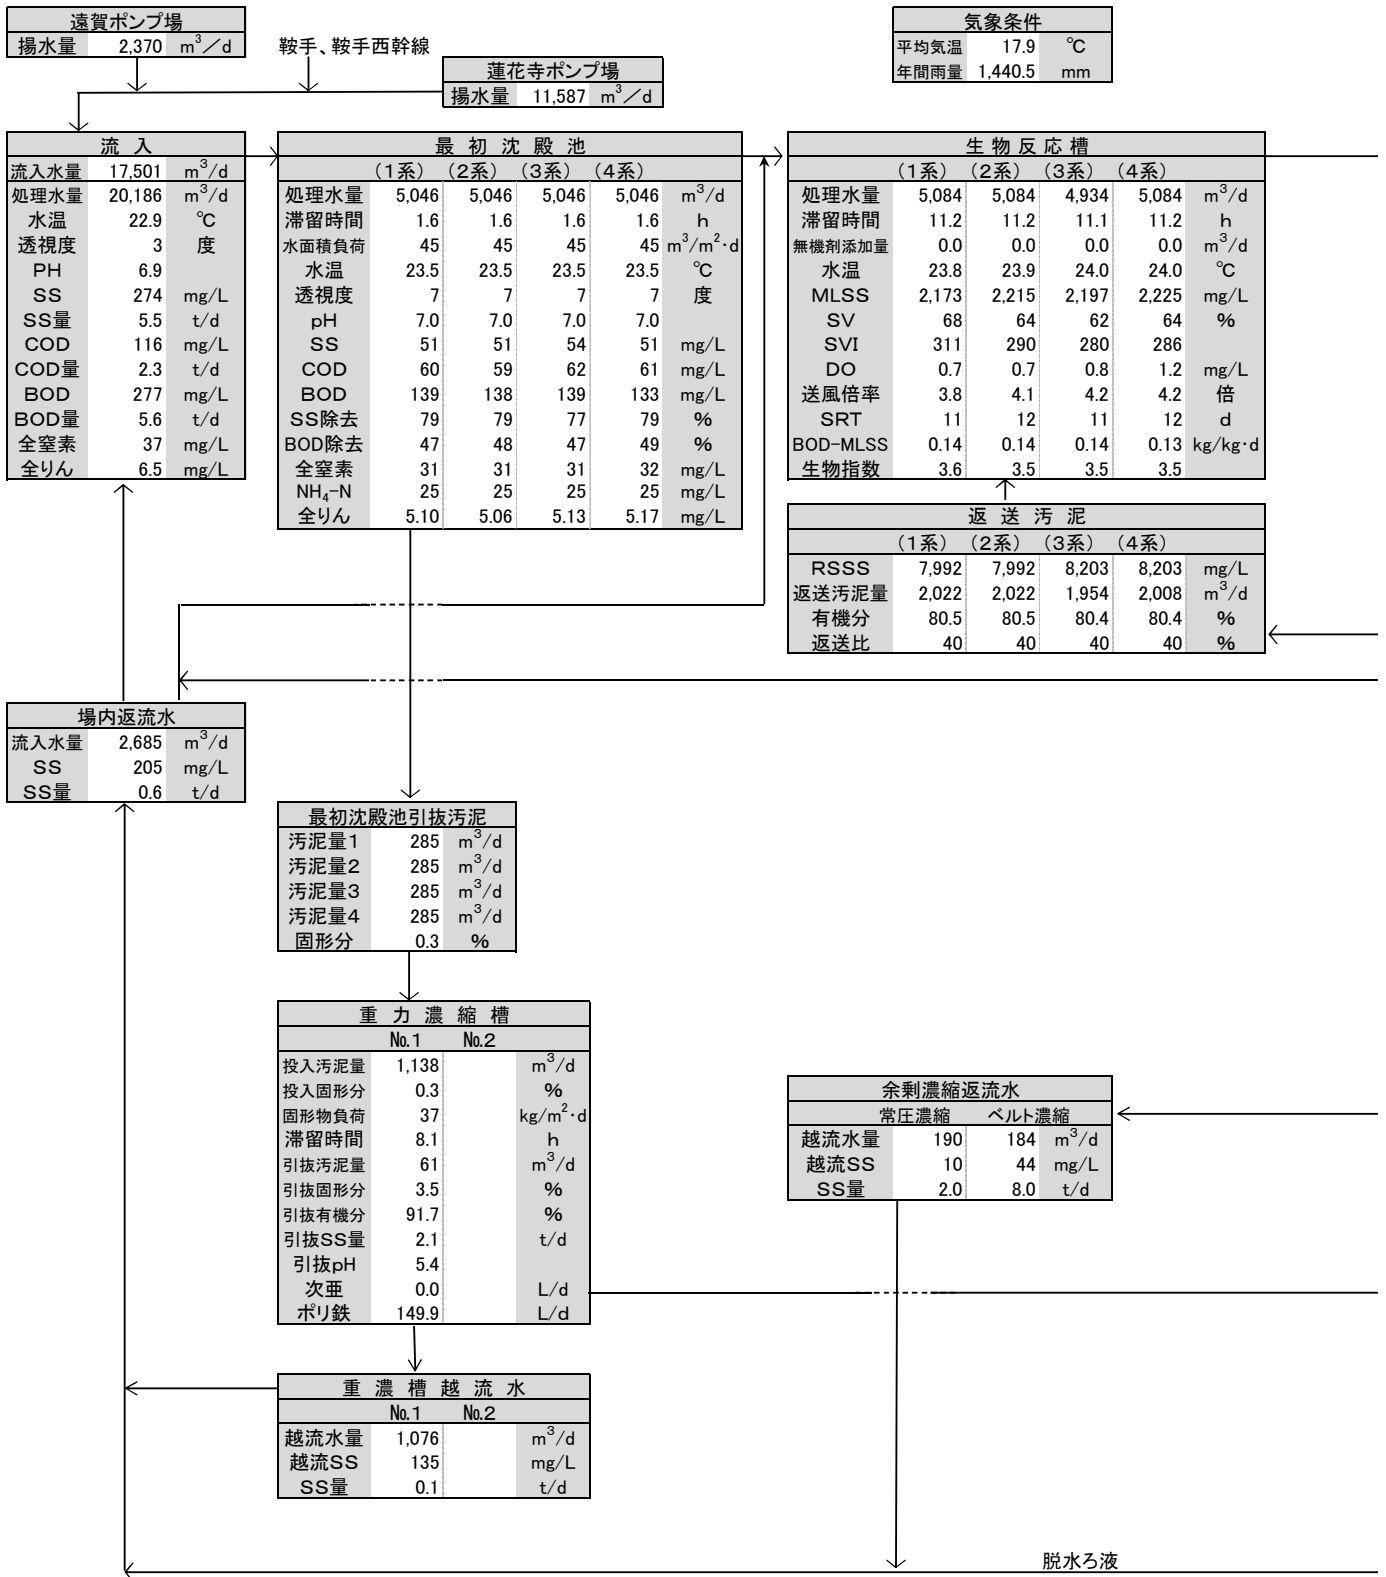 遠賀ポンプ場
揚水量 2,370 m³／d
気象条件
平均気温 17.9 ℃
年間雨量 1,440.5 mm
鞍手、鞍手西幹線
蓮花寺ポンプ場
揚水量 11,587 m³／d
流入
流入水量 17,501 m³/d
処理水量 20,186 m³/d
水温 22.9 ℃
透視度 3 度
PH 6.9
SS 274 mg/L
SS量 5.5 t/d
COD 116 mg/L
COD量 2.3 t/d
BOD 277 mg/L
BOD量 5.6 t/d
全窒素 37 mg/L
全りん 6.5 mg/L
最初沈殿池
（1系） （2系） （3系） （4系）
処理水量 5,046 5,046 5,046 5,046 m³/d
滞留時間 1.6 1.6 1.6 1.6 h
水面積負荷 45 45 45 45 m³/m²・d
水温 23.5 23.5 23.5 23.5 ℃
透視度 7 7 7 7 度
pH 7.0 7.0 7.0 7.0
SS 51 51 54 51 mg/L
COD 60 59 62 61 mg/L
BOD 139 138 139 133 mg/L
SS除去 79 79 77 79 %
BOD除去 47 48 47 49 %
全窒素 31 31 31 32 mg/L
NH₄-N 25 25 25 25 mg/L
全りん 5.10 5.06 5.13 5.17 mg/L
生物反応槽
（1系） （2系） （3系） （4系）
処理水量 5,084 5,084 4,934 5,084 m³/d
滞留時間 11.2 11.2 11.1 11.2 h
無機剤添加量 0.0 0.0 0.0 0.0 m³/d
水温 23.8 23.9 24.0 24.0 ℃
MLSS 2,173 2,215 2,197 2,225 mg/L
SV 68 64 62 64 %
SVI 311 290 280 286
DO 0.7 0.7 0.8 1.2 mg/L
送風倍率 3.8 4.1 4.2 4.2 倍
SRT 11 12 11 12 d
BOD-MLSS 0.14 0.14 0.14 0.13 kg/kg・d
生物指数 3.6 3.5 3.5 3.5
返送汚泥
（1系） （2系） （3系） （4系）
RSSS 7,992 7,992 8,203 8,203 mg/L
返送汚泥量 2,022 2,022 1,954 2,008 m³/d
有機分 80.5 80.5 80.4 80.4 %
返送比 40 40 40 40 %
場内返流水
流入水量 2,685 m³/d
SS 205 mg/L
SS量 0.6 t/d
最初沈殿池引抜汚泥
汚泥量1 285 m³/d
汚泥量2 285 m³/d
汚泥量3 285 m³/d
汚泥量4 285 m³/d
固形分 0.3 %
重力濃縮槽
№1 №2
投入汚泥量 1,138 m³/d
投入固形分 0.3 %
固形物負荷 37 kg/m²・d
滞留時間 8.1 h
引抜汚泥量 61 m³/d
引抜固形分 3.5 %
引抜有機分 91.7 %
引抜SS量 2.1 t/d
引抜pH 5.4
次亜 0.0 L/d
ポリ鉄 149.9 L/d
余剰濃縮返流水
常圧濃縮 ベルト濃縮
越流水量 190 184 m³/d
越流SS 10 44 mg/L
SS量 2.0 8.0 t/d
重濃槽越流水
№1 №2
越流水量 1,076 m³/d
越流SS 135 mg/L
SS量 0.1 t/d
脱水ろ液